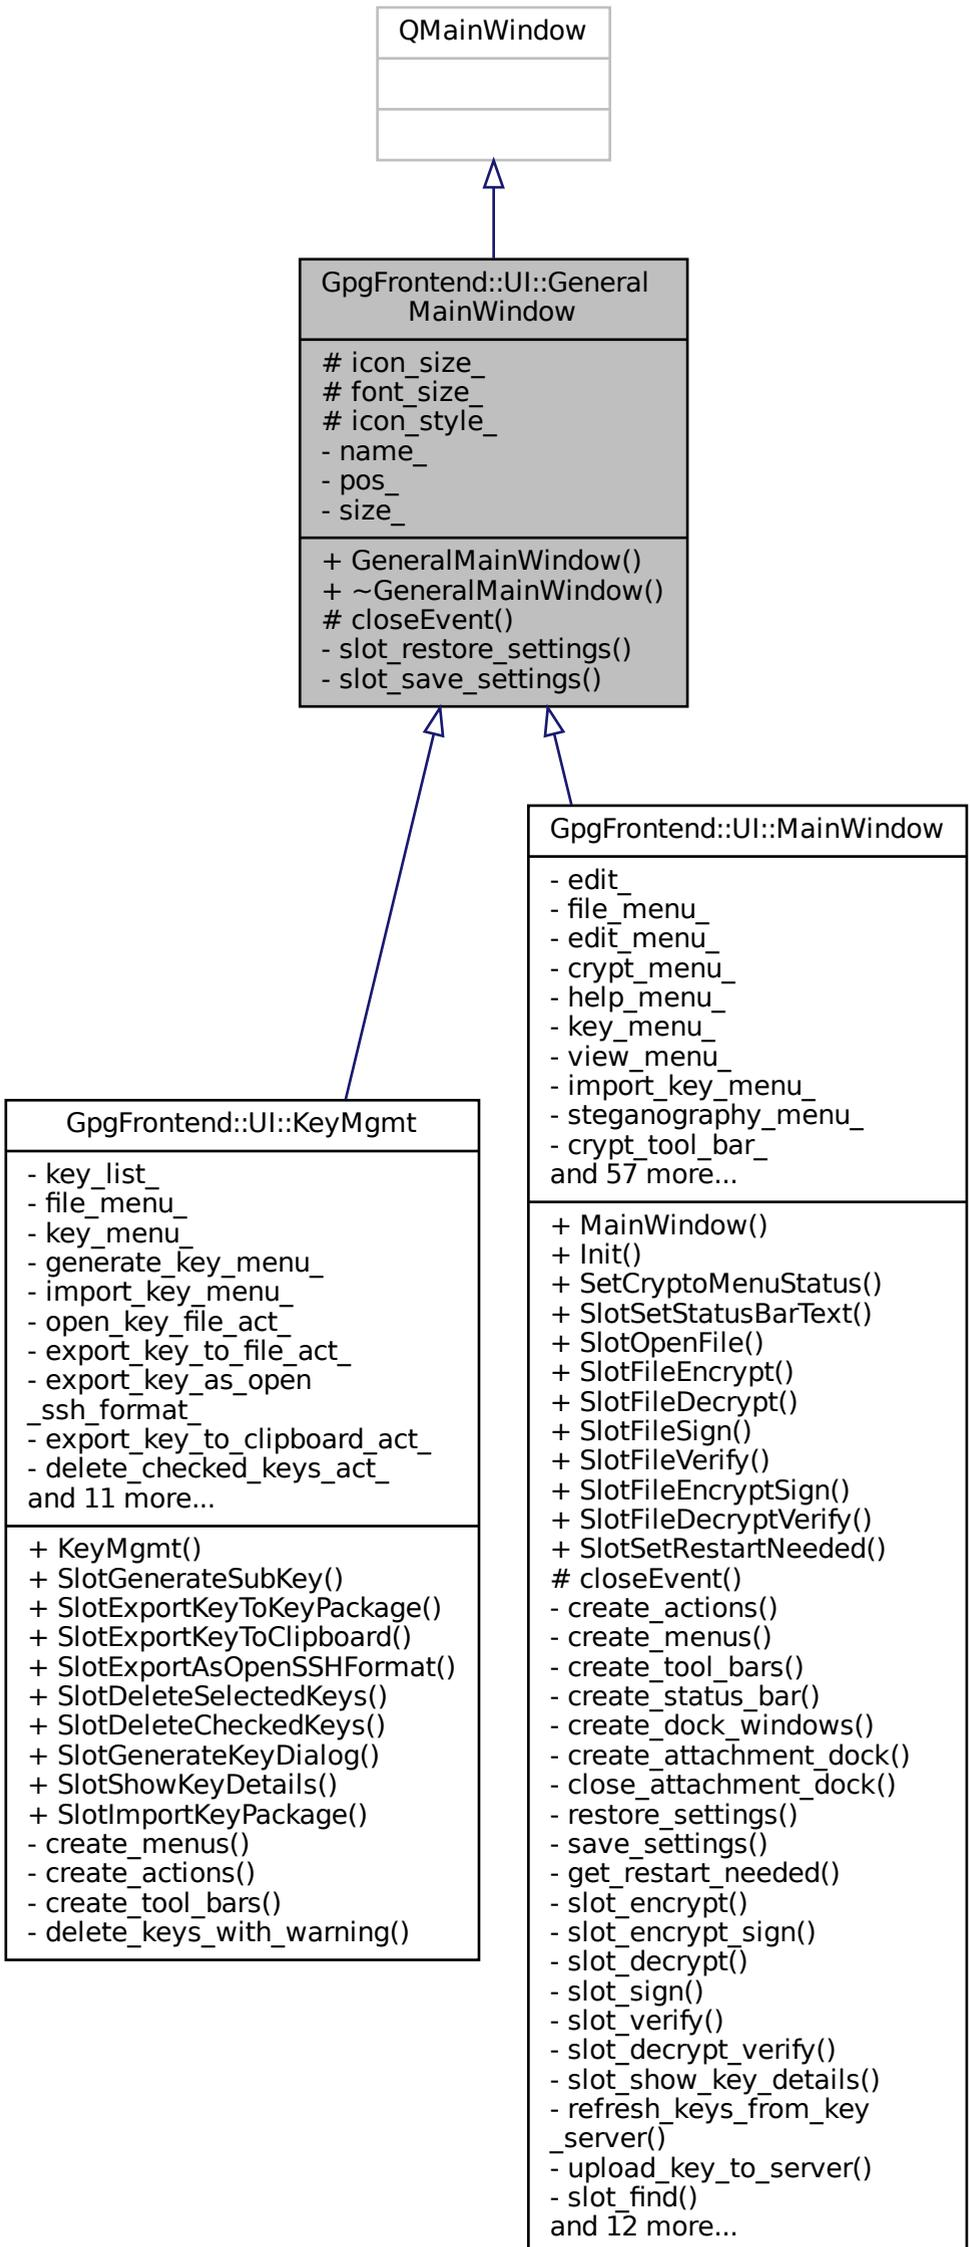 QMainWindow
GpgFrontend::UI::General
MainWindow
# icon_size_
# font_size_
# icon_style_
- name_
- pos_
- size_
+ GeneralMainWindow()
+ ~GeneralMainWindow()
# closeEvent()
- slot_restore_settings()
- slot_save_settings()
GpgFrontend::UI::MainWindow
- edit_
- file_menu_
- edit_menu_
- crypt_menu_
- help_menu_
- key_menu_
- view_menu_
- import_key_menu_
- steganography_menu_
- crypt_tool_bar_
and 57 more...
+ MainWindow()
+ Init()
+ SetCryptoMenuStatus()
+ SlotSetStatusBarText()
+ SlotOpenFile()
+ SlotFileEncrypt()
+ SlotFileDecrypt()
+ SlotFileSign()
+ SlotFileVerify()
+ SlotFileEncryptSign()
+ SlotFileDecryptVerify()
+ SlotSetRestartNeeded()
# closeEvent()
- create_actions()
- create_menus()
- create_tool_bars()
- create_status_bar()
- create_dock_windows()
- create_attachment_dock()
- close_attachment_dock()
- restore_settings()
- save_settings()
- get_restart_needed()
- slot_encrypt()
- slot_encrypt_sign()
- slot_decrypt()
- slot_sign()
- slot_verify()
- slot_decrypt_verify()
- slot_show_key_details()
- refresh_keys_from_key
_server()
- upload_key_to_server()
- slot_find()
and 12 more...
GpgFrontend::UI::KeyMgmt
- key_list_
- file_menu_
- key_menu_
- generate_key_menu_
- import_key_menu_
- open_key_file_act_
- export_key_to_file_act_
- export_key_as_open
_ssh_format_
- export_key_to_clipboard_act_
- delete_checked_keys_act_
and 11 more...
+ KeyMgmt()
+ SlotGenerateSubKey()
+ SlotExportKeyToKeyPackage()
+ SlotExportKeyToClipboard()
+ SlotExportAsOpenSSHFormat()
+ SlotDeleteSelectedKeys()
+ SlotDeleteCheckedKeys()
+ SlotGenerateKeyDialog()
+ SlotShowKeyDetails()
+ SlotImportKeyPackage()
- create_menus()
- create_actions()
- create_tool_bars()
- delete_keys_with_warning()